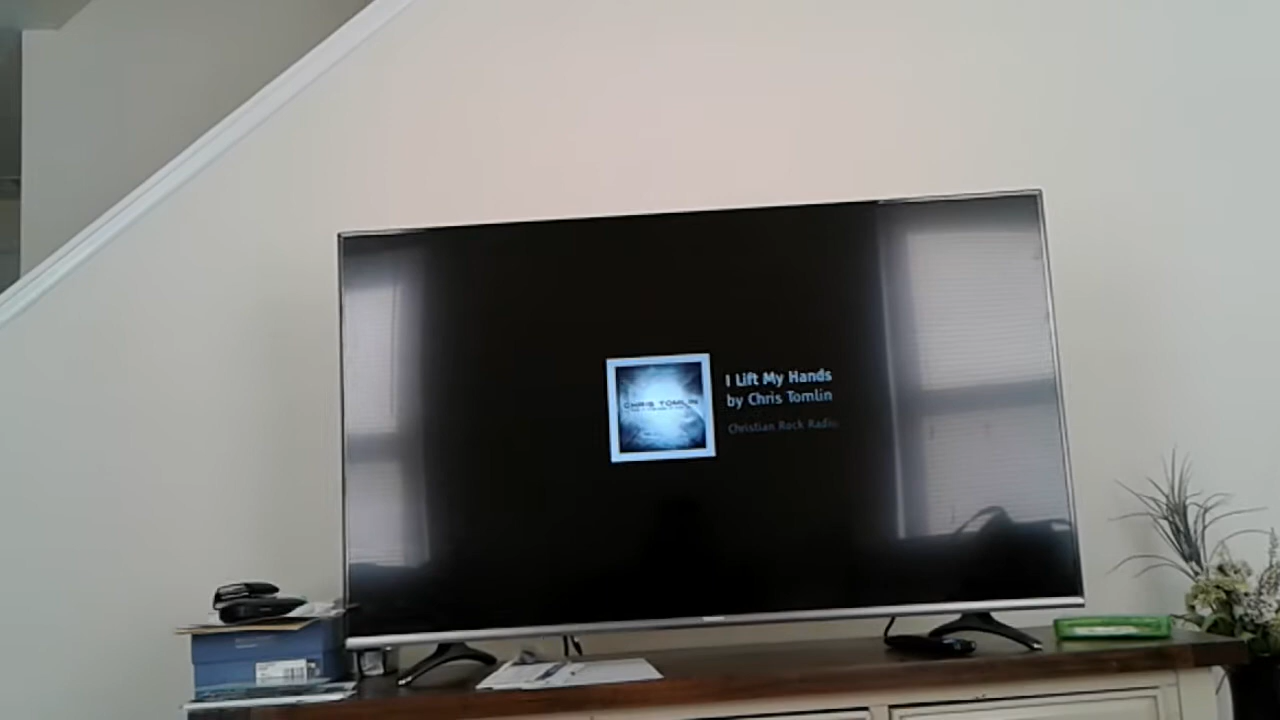 CHRIS TOMLIN
I Lift My Hands
by Chris Tomlin
Christian Rock Radio